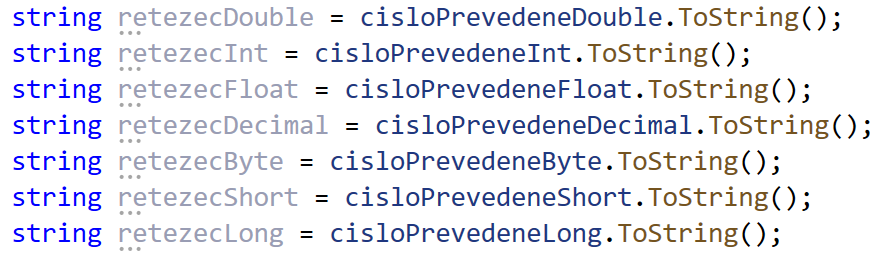 string retezecDouble = cisloPrevedeneDouble.ToString();
string retezecInt = cisloPrevedeneInt.ToString();
string retezecFloat = cisloPrevedeneFloat.ToString();
string retezecDecimal = cisloPrevedeneDecimal.ToString();
string retezecByte = cisloPrevedeneByte.ToString();
string retezecShort = cisloPrevedeneShort.ToString();
string retezecLong = cisloPrevedeneLong.ToString();